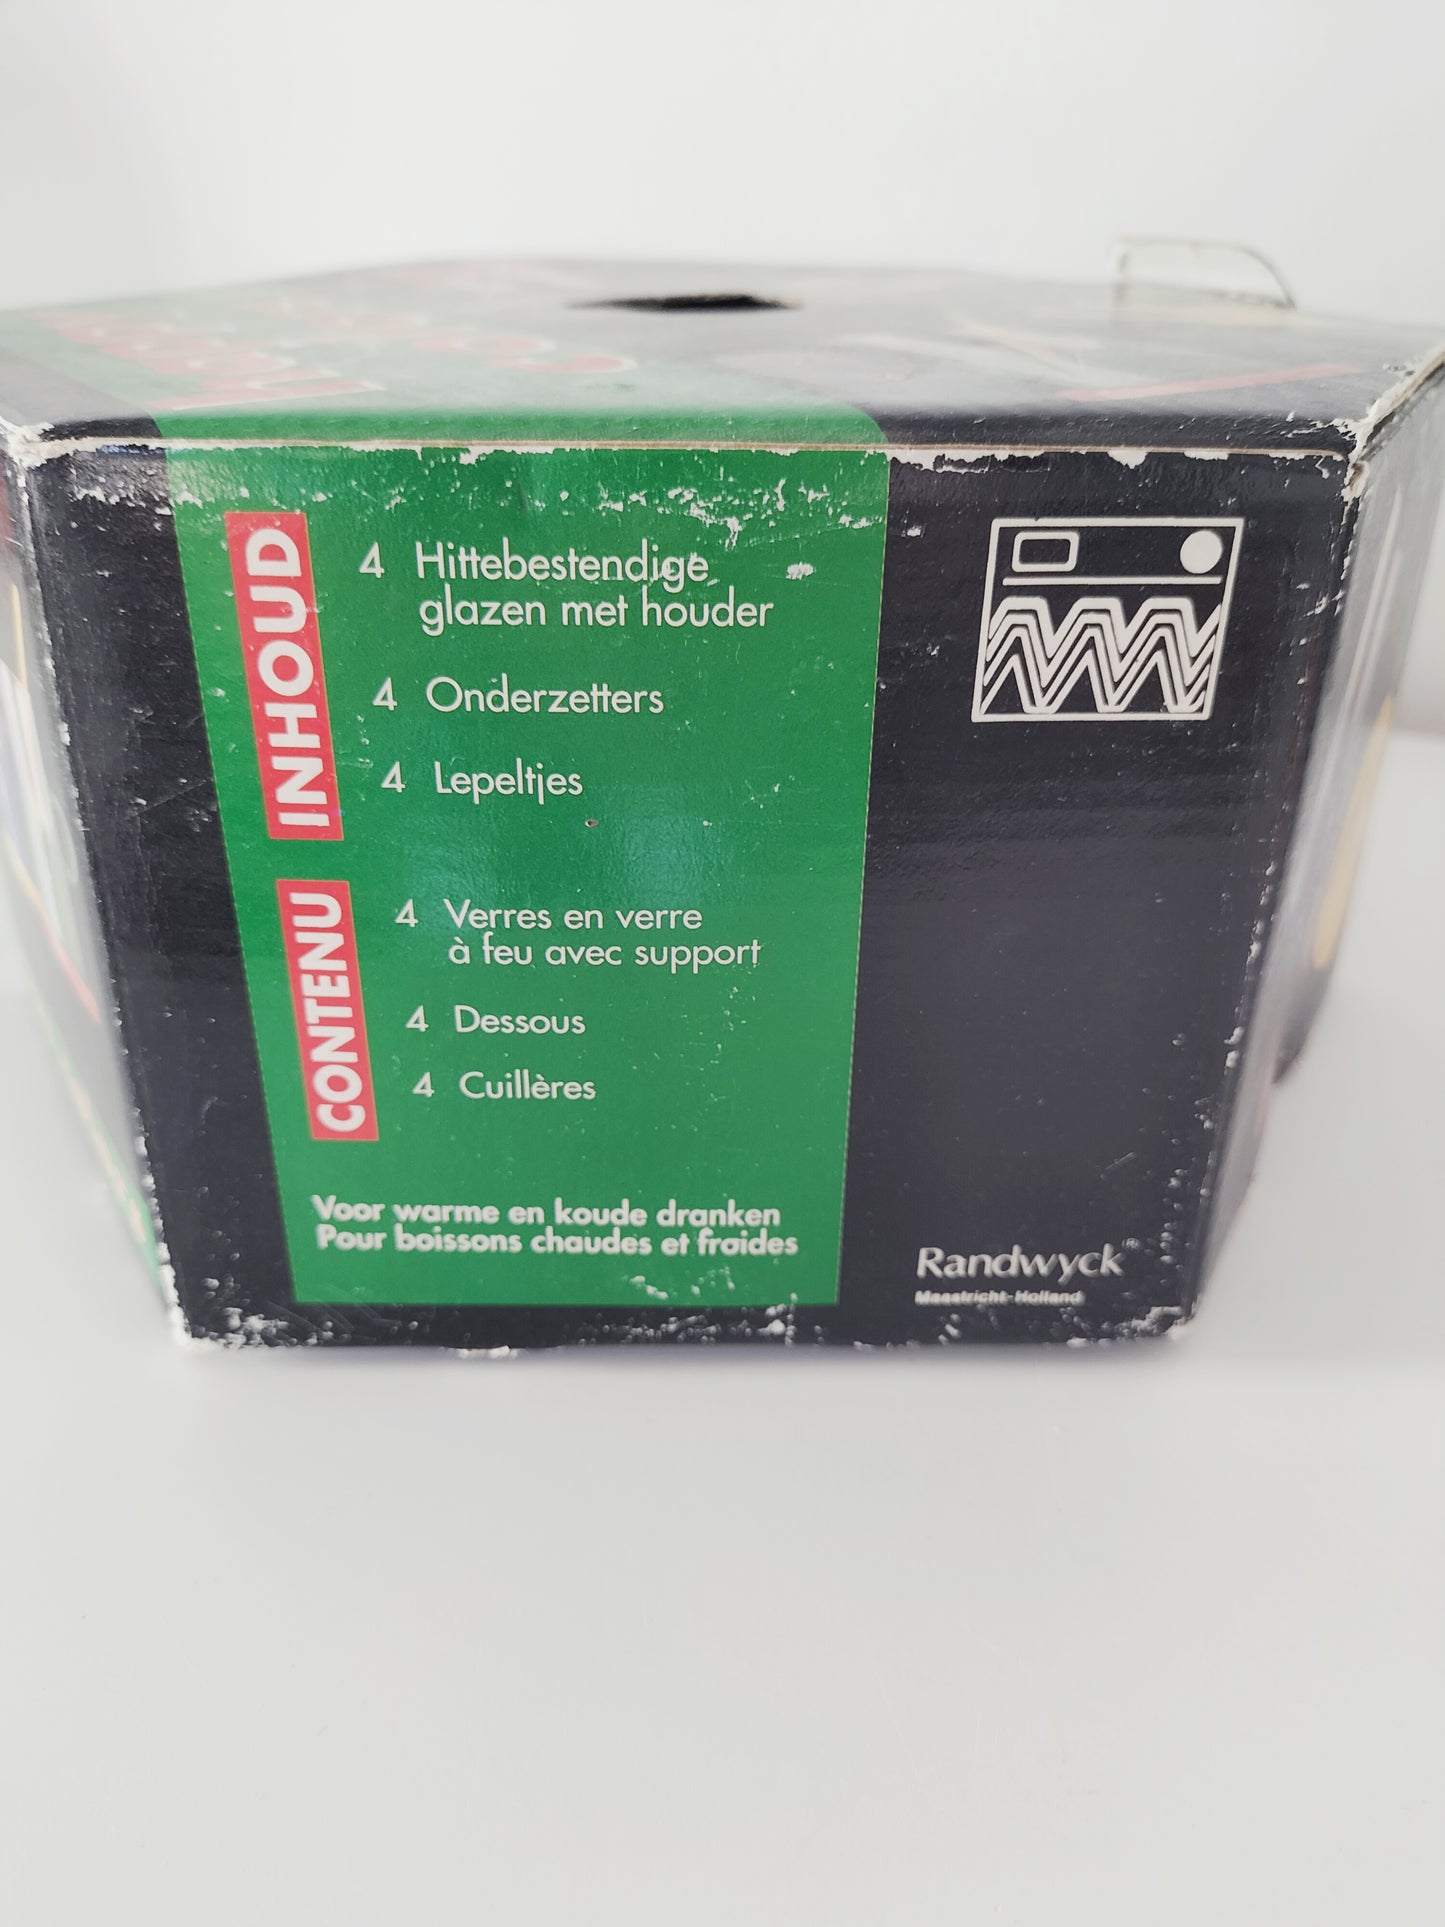 INHOUD
4 Hittebestendige
glazen met houder
4 Onderzetters
4 Lepeltjes
CONTENU
4 Verres en verre
à feu avec support
4 Dessous
4 Cuillères
Voor warme en koude dranken
Pour boissons chaudes et froides
Randwyck®
Maastricht-Holland